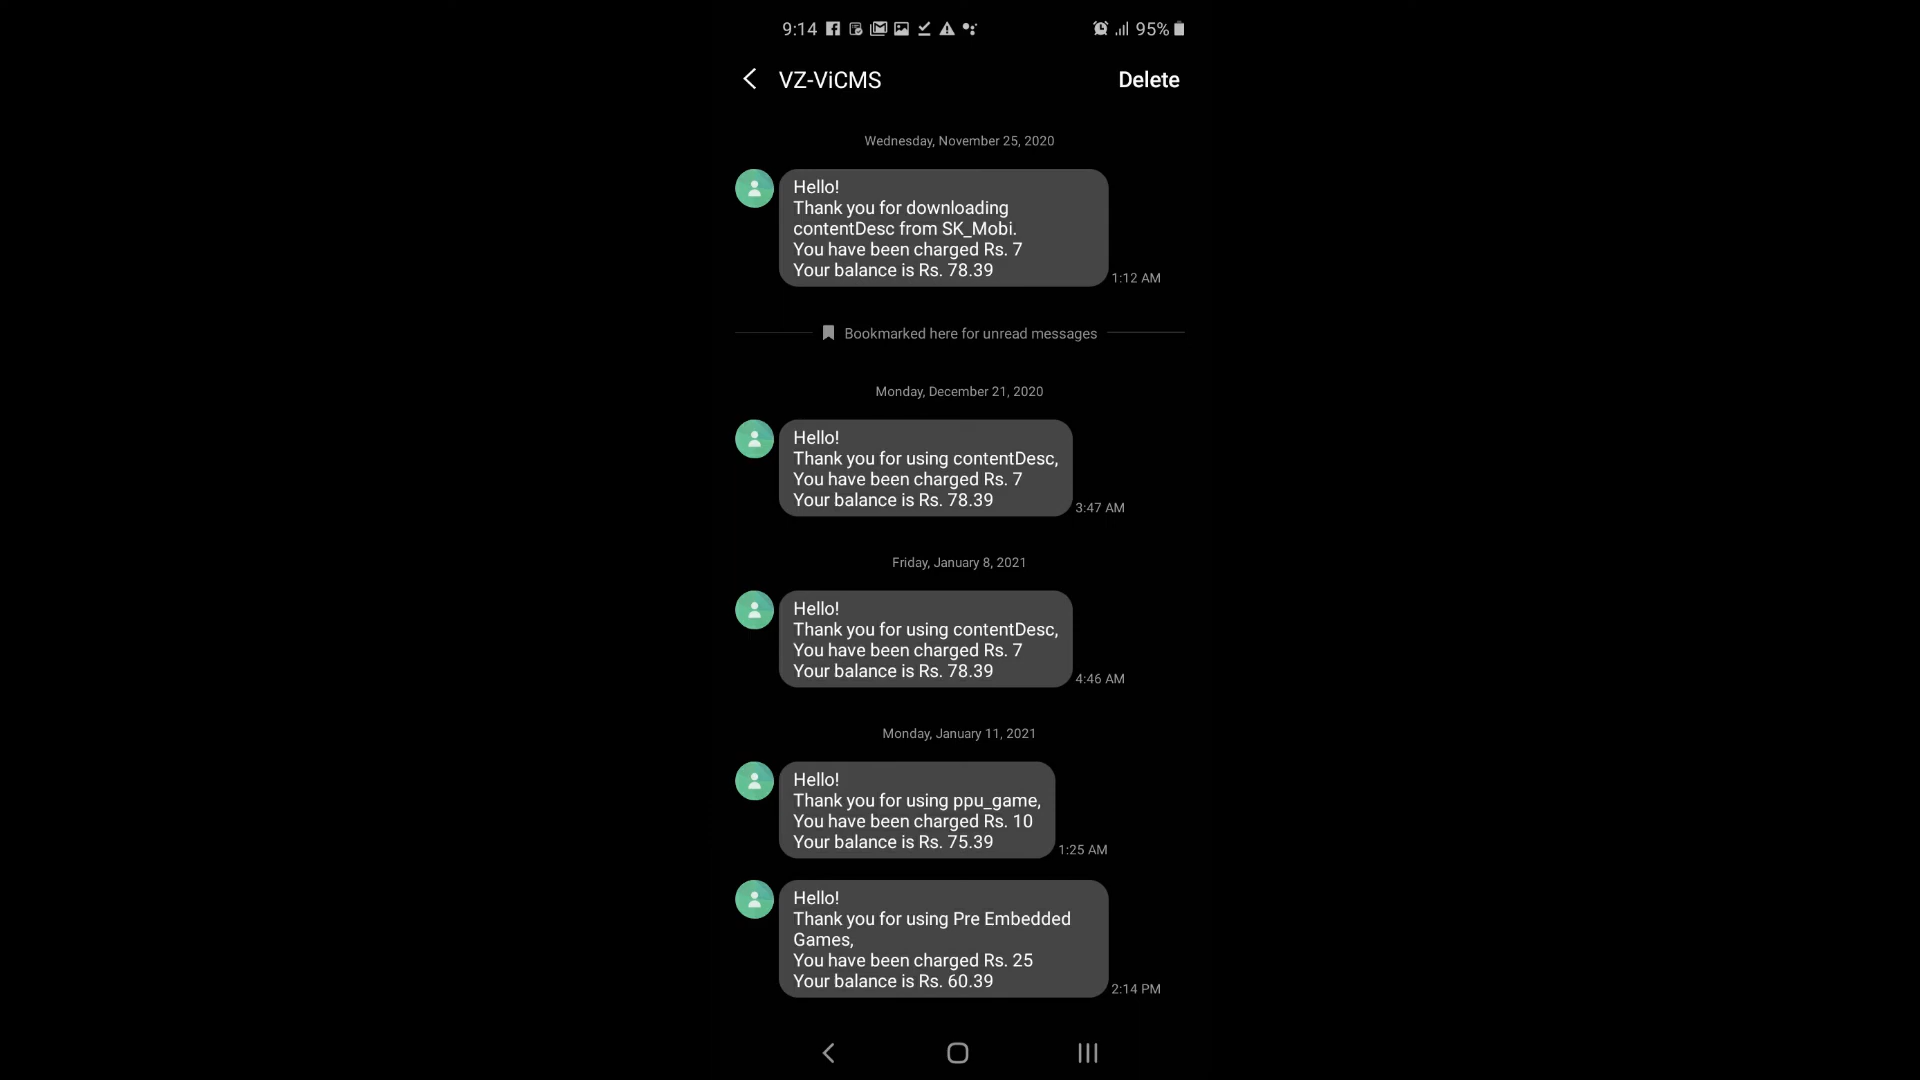 9:14 95%
VZ-ViCMS Delete
Wednesday, November 25, 2020
Hello!
Thank you for downloading
contentDesc from SK_Mobi.
You have been charged Rs. 7
Your balance is Rs. 78.39
1:12 AM
Bookmarked here for unread messages
Monday, December 21, 2020
Hello!
Thank you for using contentDesc,
You have been charged Rs. 7
Your balance is Rs. 78.39
3:47 AM
Friday, January 8, 2021
Hello!
Thank you for using contentDesc,
You have been charged Rs. 7
Your balance is Rs. 78.39
4:46 AM
Monday, January 11, 2021
Hello!
Thank you for using ppu_game,
You have been charged Rs. 10
Your balance is Rs. 75.39
1:25 AM
Hello!
Thank you for using Pre Embedded
Games,
You have been charged Rs. 25
Your balance is Rs. 60.39
2:14 PM